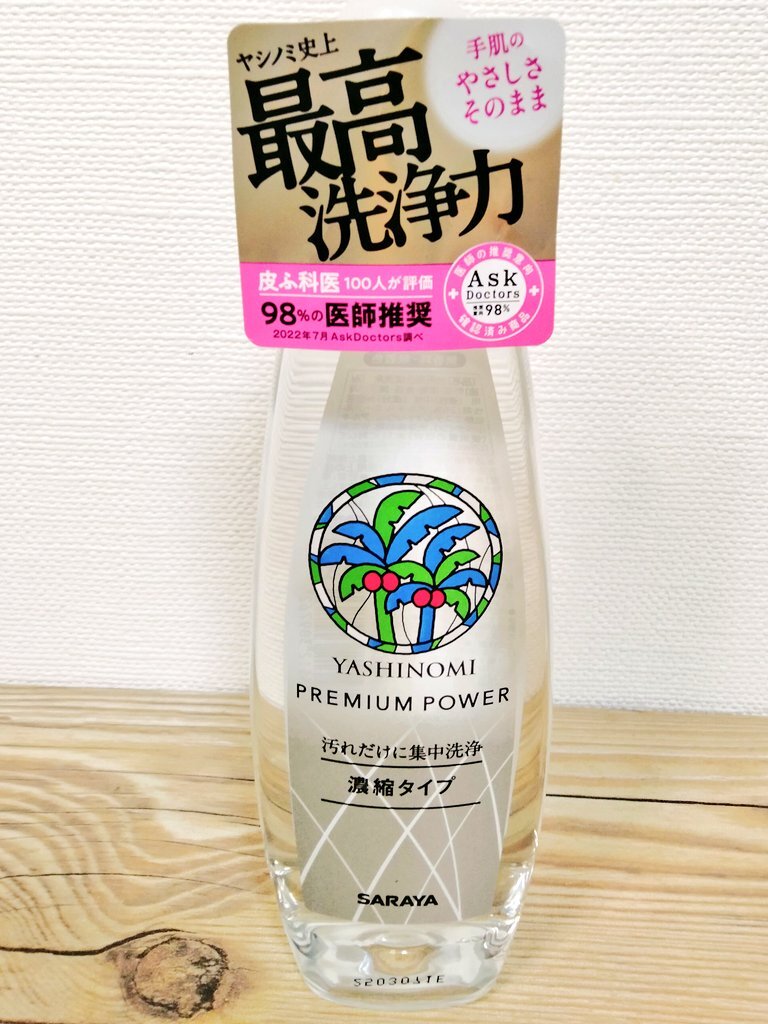 ヤシノミ史上
最高
洗浄力
手肌の
やさしさ
そのまま
皮ふ科医100人が評価
98%の医師推奨
2022年7月AskDoctors調べ
医師の推奨意向
Ask
Doctors
98%
確認済み商品
YASHINOMI
PREMIUM POWER
汚れだけに集中洗浄
濃縮タイプ
SARAYA